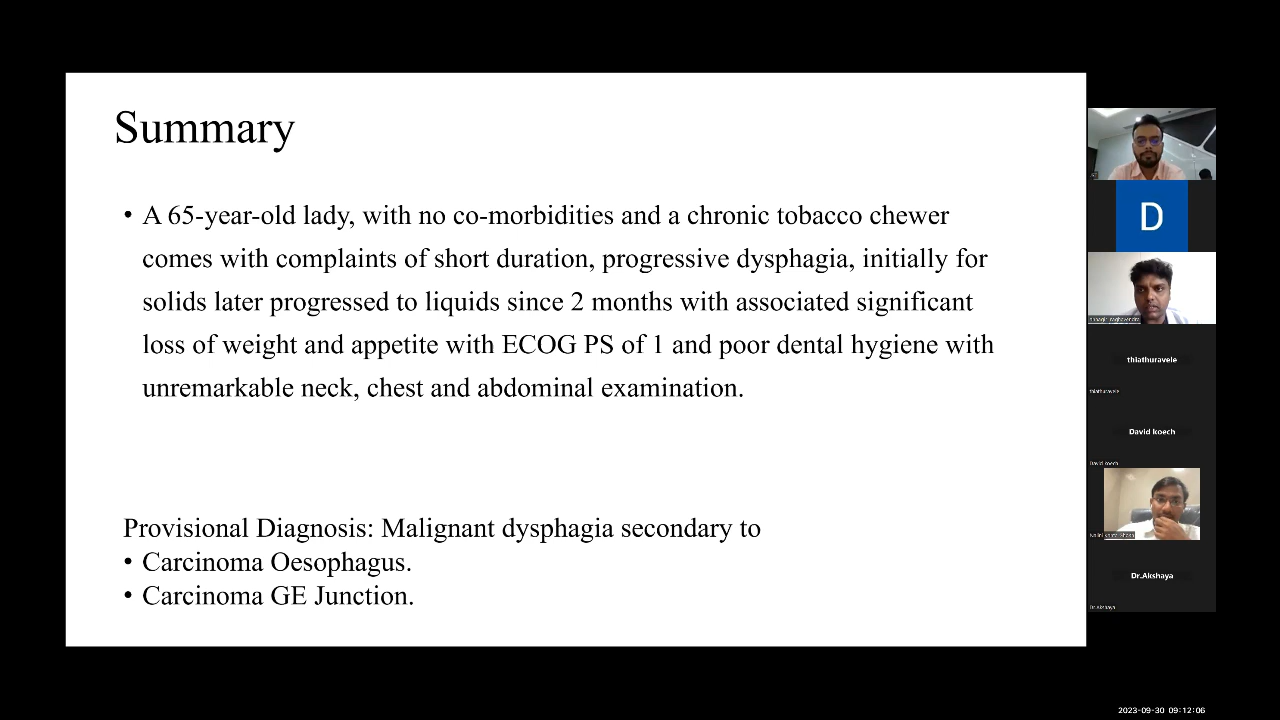 Summary
• A 65-year-old lady, with no co-morbidities and a chronic tobacco chewer
comes with complaints of short duration, progressive dysphagia, initially for
solids later progressed to liquids since 2 months with associated significant
loss of weight and appetite with ECOG PS of 1 and poor dental hygiene with
unremarkable neck, chest and abdominal examination.
Provisional Diagnosis: Malignant dysphagia secondary to
• Carcinoma Oesophagus.
• Carcinoma GE Junction.
D
thiathuravele
thiathuravele
David koech
David koech
Dr.Akshaya
Dr.Akshaya
2023-09-30 09:12:06